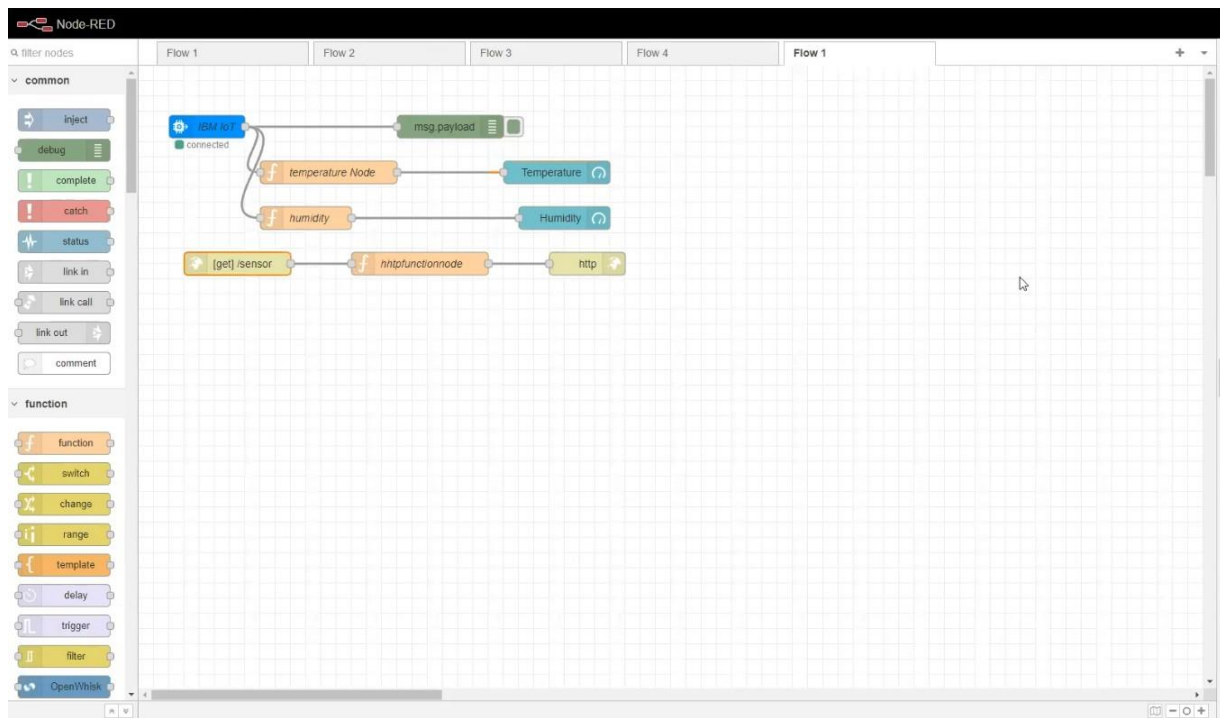 Node-RED
filter nodes
Flow 1
Flow 2
Flow 3
Flow 4
Flow 1
common
inject
debug
complete
catch
status
link in
link call
link out
comment
function
function
switch
change
range
template
delay
trigger
filter
OpenWhisk
IBM IoT
connected
msg.payload
temperature Node
Temperature
humidity
Humidity
[get] /sensor
hhtpfunctionnode
http